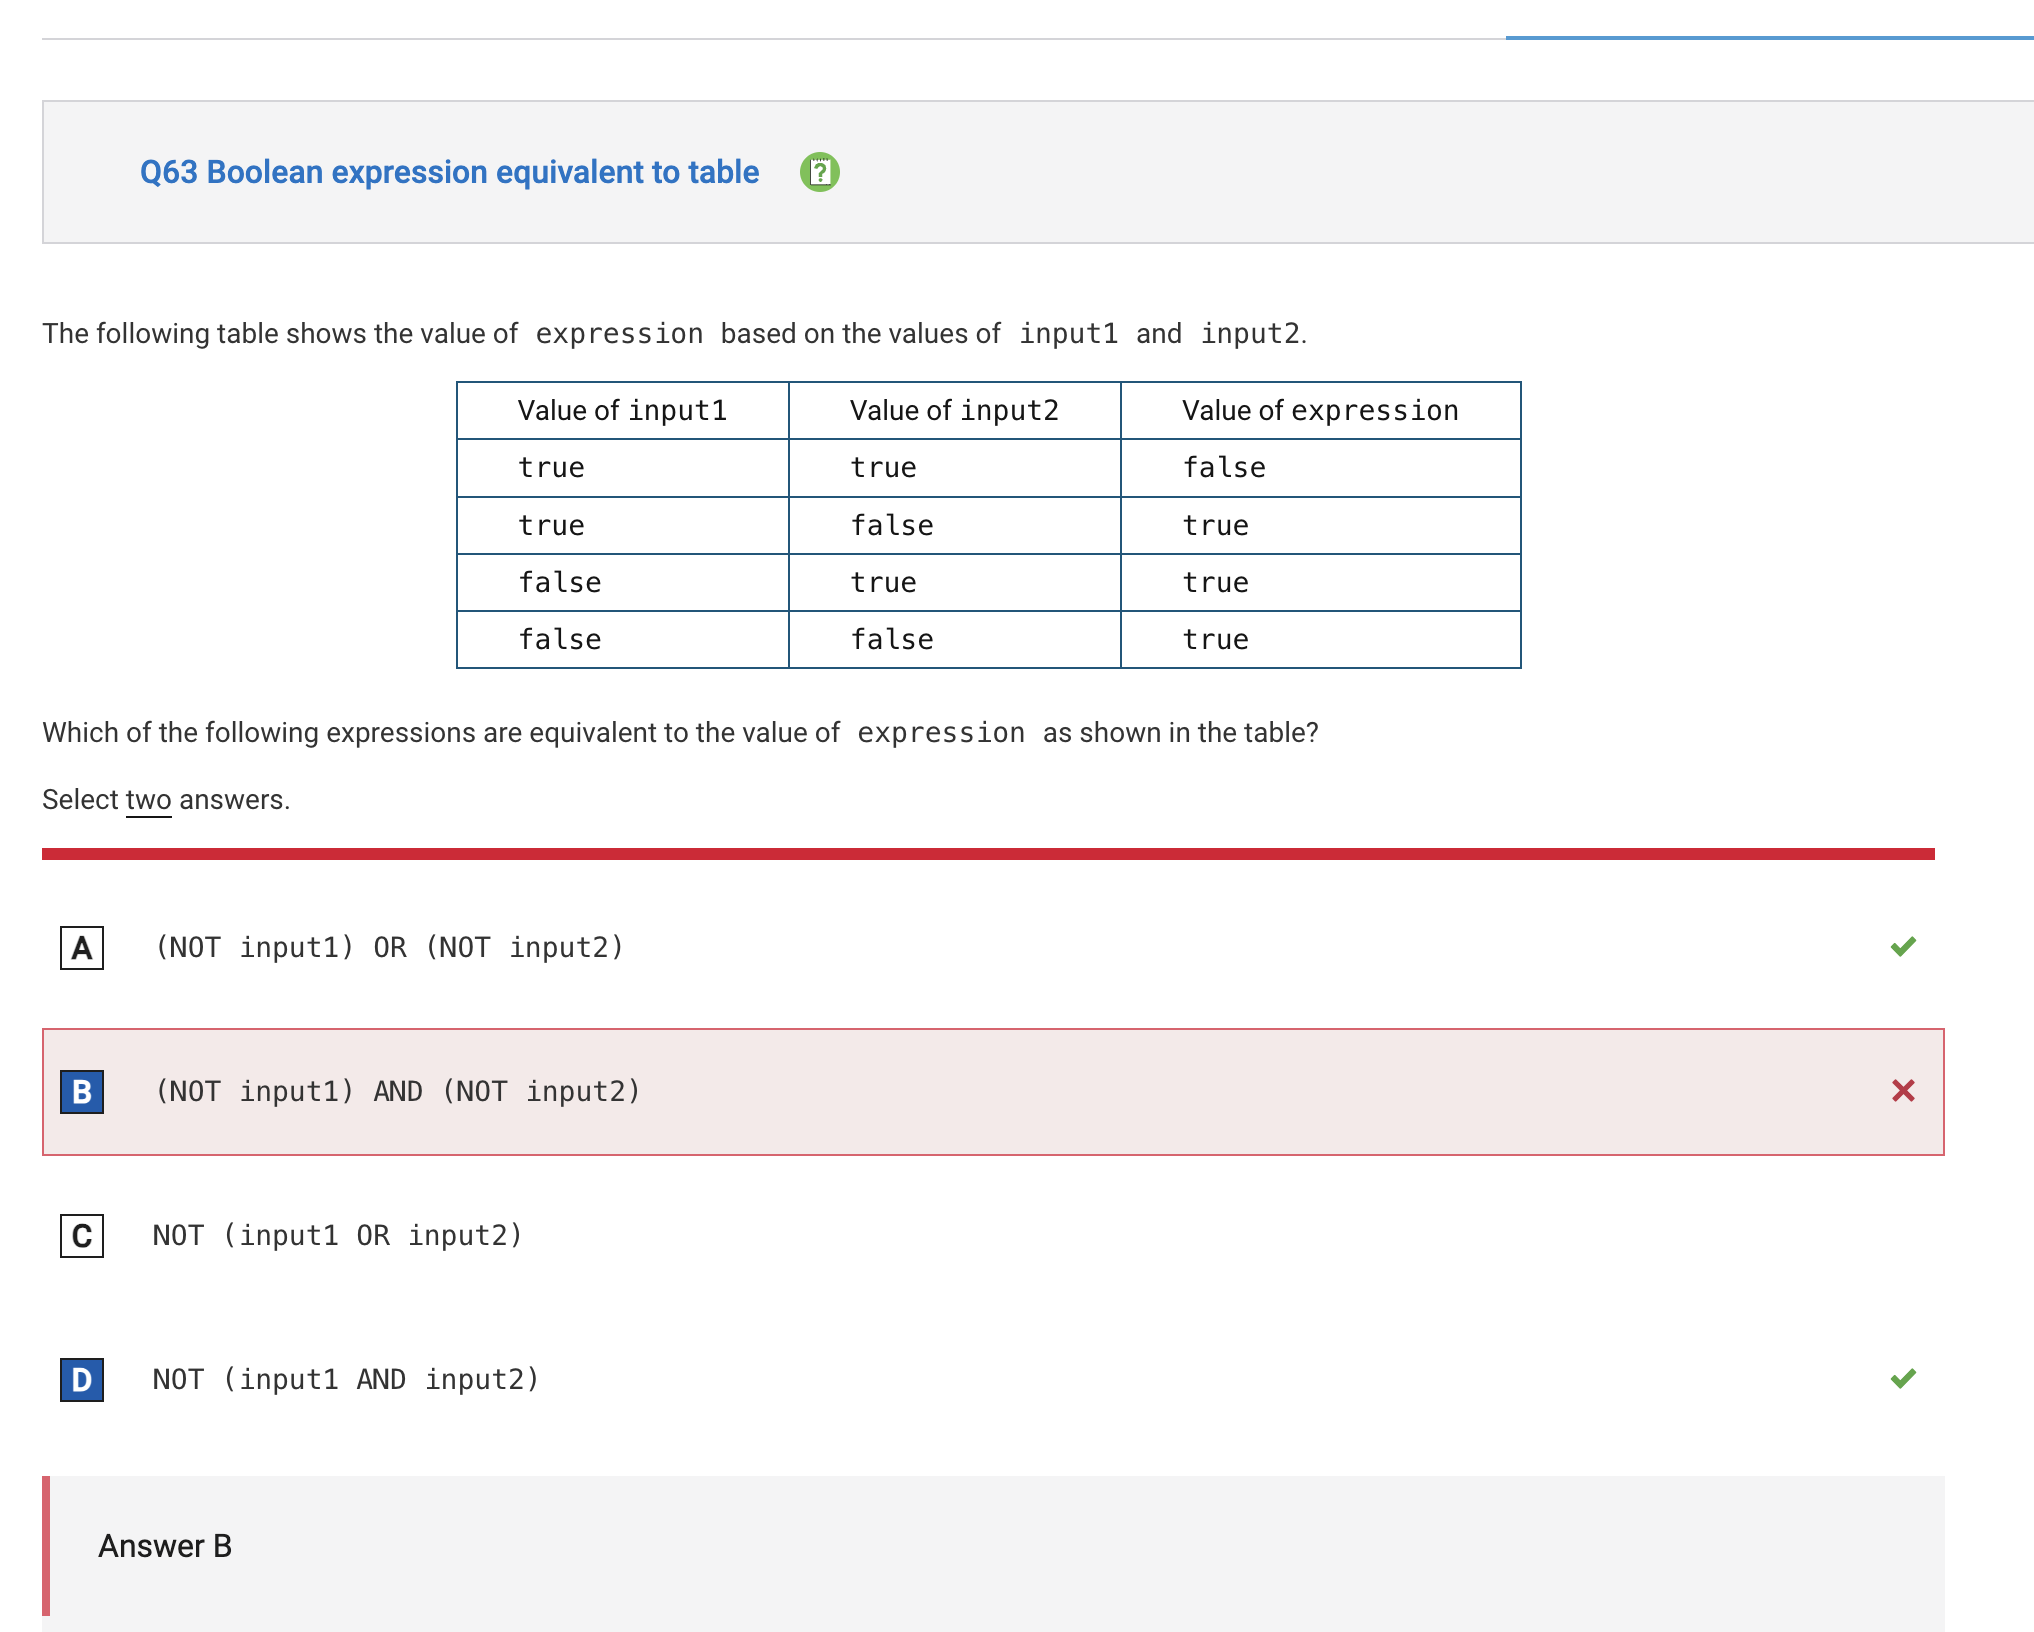 Q63 Boolean expression equivalent to table ?
The following table shows the value of expression based on the values of input1 and input2.
Value of input1 Value of input2 Value of expression
true true false
true false true
false true true
false false true
Which of the following expressions are equivalent to the value of expression as shown in the table?
Select two answers.
A (NOT input1) OR (NOT input2)
B (NOT input1) AND (NOT input2)
C NOT (input1 OR input2)
D NOT (input1 AND input2)
Answer B